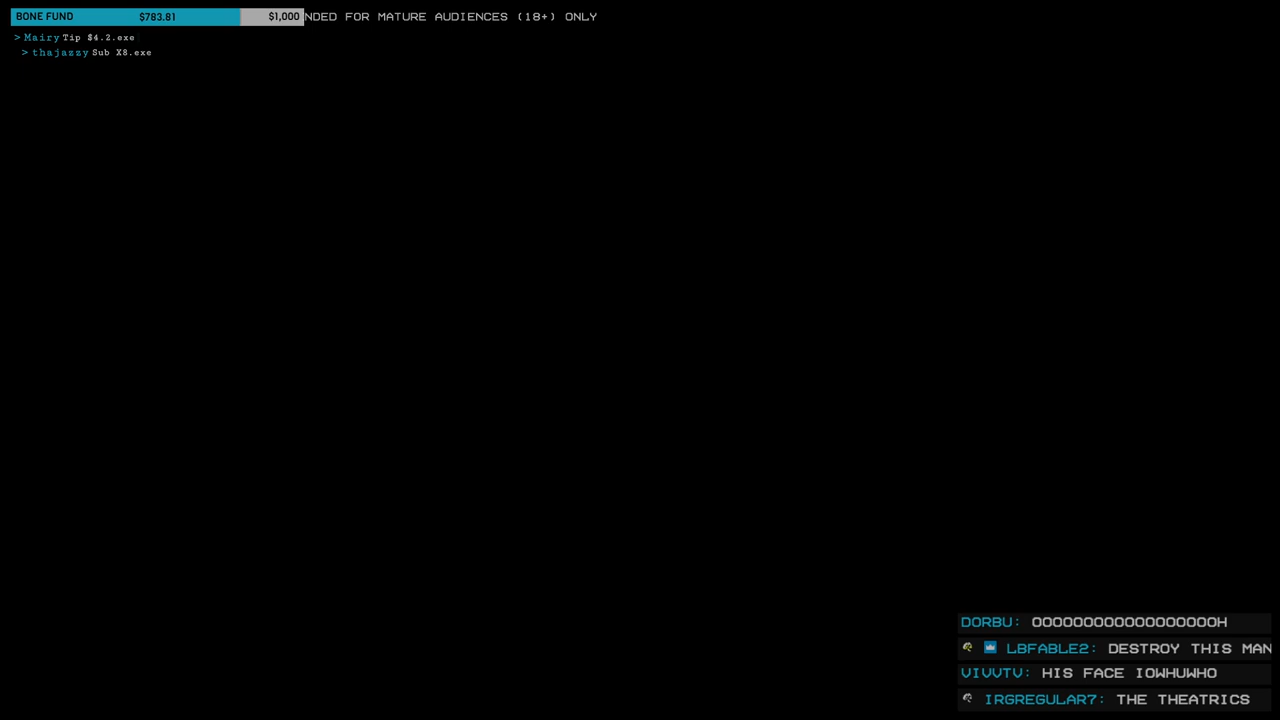 BONE FUND $783.81 $1,000 NDED FOR MATURE AUDIENCES (18+) ONLY
> Mairy Tip $4.2.exe
> thajazzy Sub X8.exe
DORBU: OOOOOOOOOOOOOOOOOOH
LBFABLE2: DESTROY THIS MAN
VIVVTV: HIS FACE IOWHUWHO
IRGREGULAR7: THE THEATRICS